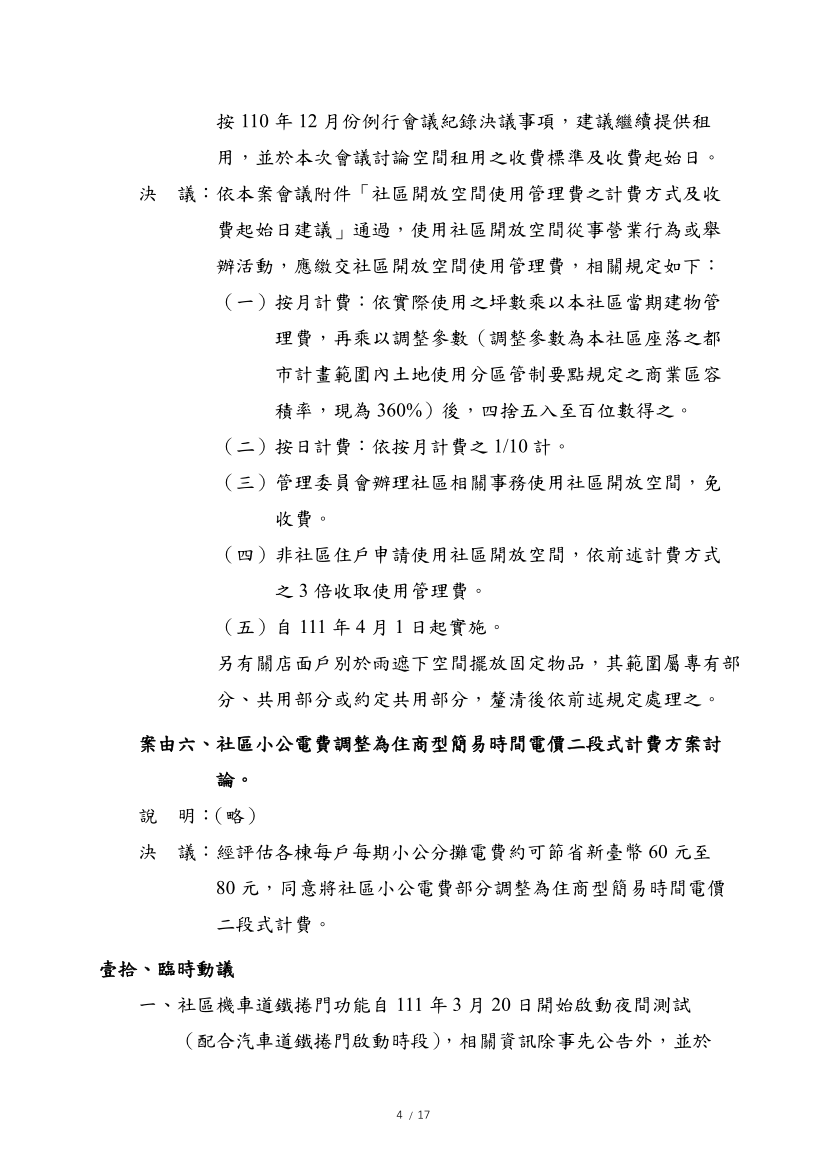 按 110 年 12 月份例行會議紀錄決議事項，建議繼續提供租
用，並於本次會議討論空間租用之收費標準及收費起始日。
決　議：依本案會議附件「社區開放空間使用管理費之計費方式及收
費起始日建議」通過，使用社區開放空間從事營業行為或舉
辦活動，應繳交社區開放空間使用管理費，相關規定如下：
（一）按月計費：依實際使用之坪數乘以本社區當期建物管
理費，再乘以調整參數（調整參數為本社區座落之都
市計畫範圍內土地使用分區管制要點規定之商業區容
積率，現為 360%）後，四捨五入至百位數得之。
（二）按日計費：依按月計費之 1/10 計。
（三）管理委員會辦理社區相關事務使用社區開放空間，免
收費。
（四）非社區住戶申請使用社區開放空間，依前述計費方式
之 3 倍收取使用管理費。
（五）自 111 年 4 月 1 日起實施。
另有關店面戶別於雨遮下空間擺放固定物品，其範圍屬專有部
分、共用部分或約定共用部分，釐清後依前述規定處理之。
案由六、社區小公電費調整為住商型簡易時間電價二段式計費方案討
論。
說　明：（略）
決　議：經評估各棟每戶每期小公分攤電費約可節省新臺幣 60 元至
80 元，同意將社區小公電費部分調整為住商型簡易時間電價
二段式計費。
壹拾、臨時動議
一、社區機車道鐵捲門功能自 111 年 3 月 20 日開始啟動夜間測試
（配合汽車道鐵捲門啟動時段），相關資訊除事先公告外，並於
4 / 17